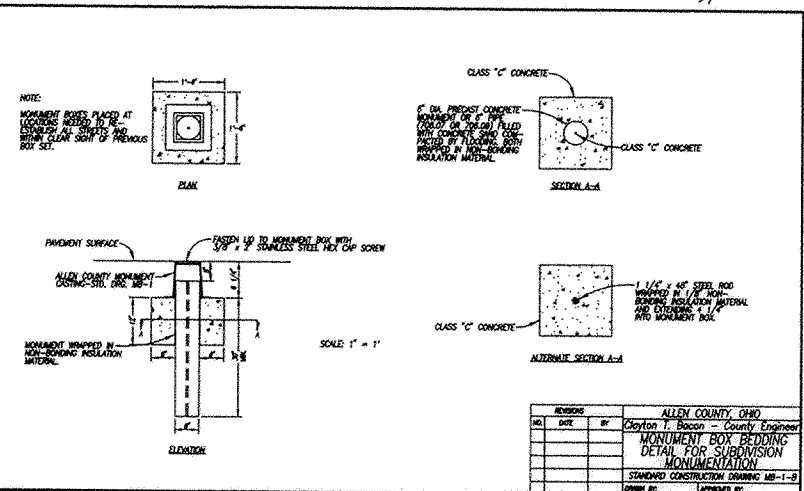 NOTE:
MONUMENT BOXES PLACED AT
LOCATIONS NEEDED TO RE-
ESTABLISH ALL STREETS AND
WITHIN CLEAR SIGHT OF PREVIOUS
BOX SET.
PLAN
CLASS "C" CONCRETE
6" DIA. PRECAST CONCRETE
MONUMENT OR 6" PIPE
FILLED
WITH CONCRETE SAND COM-
PACTED BY FLOODING. BOTH
WRAPPED IN NON-BONDING
INSULATION MATERIAL.
CLASS "C" CONCRETE
SECTION A-A
PAVEMENT SURFACE
FASTEN LID TO MONUMENT BOX WITH
3/8" x 2" STAINLESS STEEL HEX CAP SCREW
ALLEN COUNTY MONUMENT
CASTING-STD. DRG. MB-1
MONUMENT WRAPPED IN
NON-BONDING INSULATION
MATERIAL.
SCALE: 1" = 1'
ELEVATION
1 1/4" x 48" STEEL ROD
WRAPPED IN 1/8" NON-
BONDING INSULATION MATERIAL
AND EXTENDING 4 1/4"
INTO MONUMENT BOX.
CLASS "C" CONCRETE
ALTERNATE SECTION A-A
REVISIONS
NO. DATE BY
ALLEN COUNTY, OHIO
Clayton T. Bacon - County Engineer
MONUMENT BOX BEDDING
DETAIL FOR SUBDIVISION
MONUMENTATION
STANDARD CONSTRUCTION DRAWING MB-1-B
DRAWN BY: APPROVED BY: